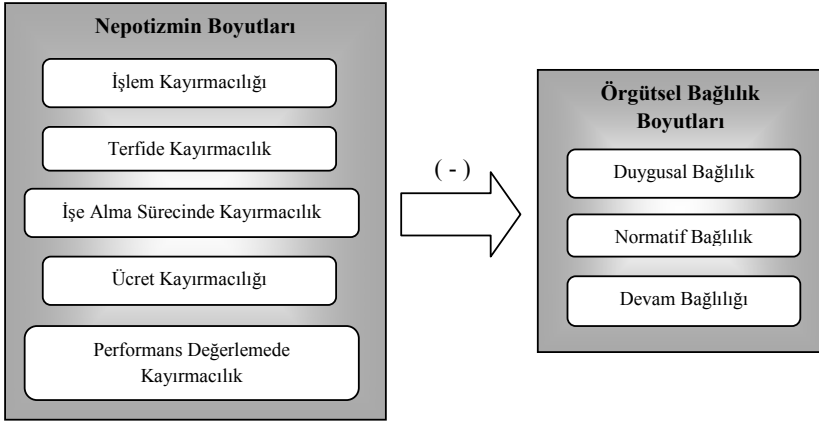 Nepotizmin Boyutları
İşlem Kayırmacılığı
Terfide Kayırmacılık
İşe Alma Sürecinde Kayırmacılık
Ücret Kayırmacılığı
Performans Değerlemede
Kayırmacılık
( - )
Örgütsel Bağlılık
Boyutları
Duygusal Bağlılık
Normatif Bağlılık
Devam Bağlılığı